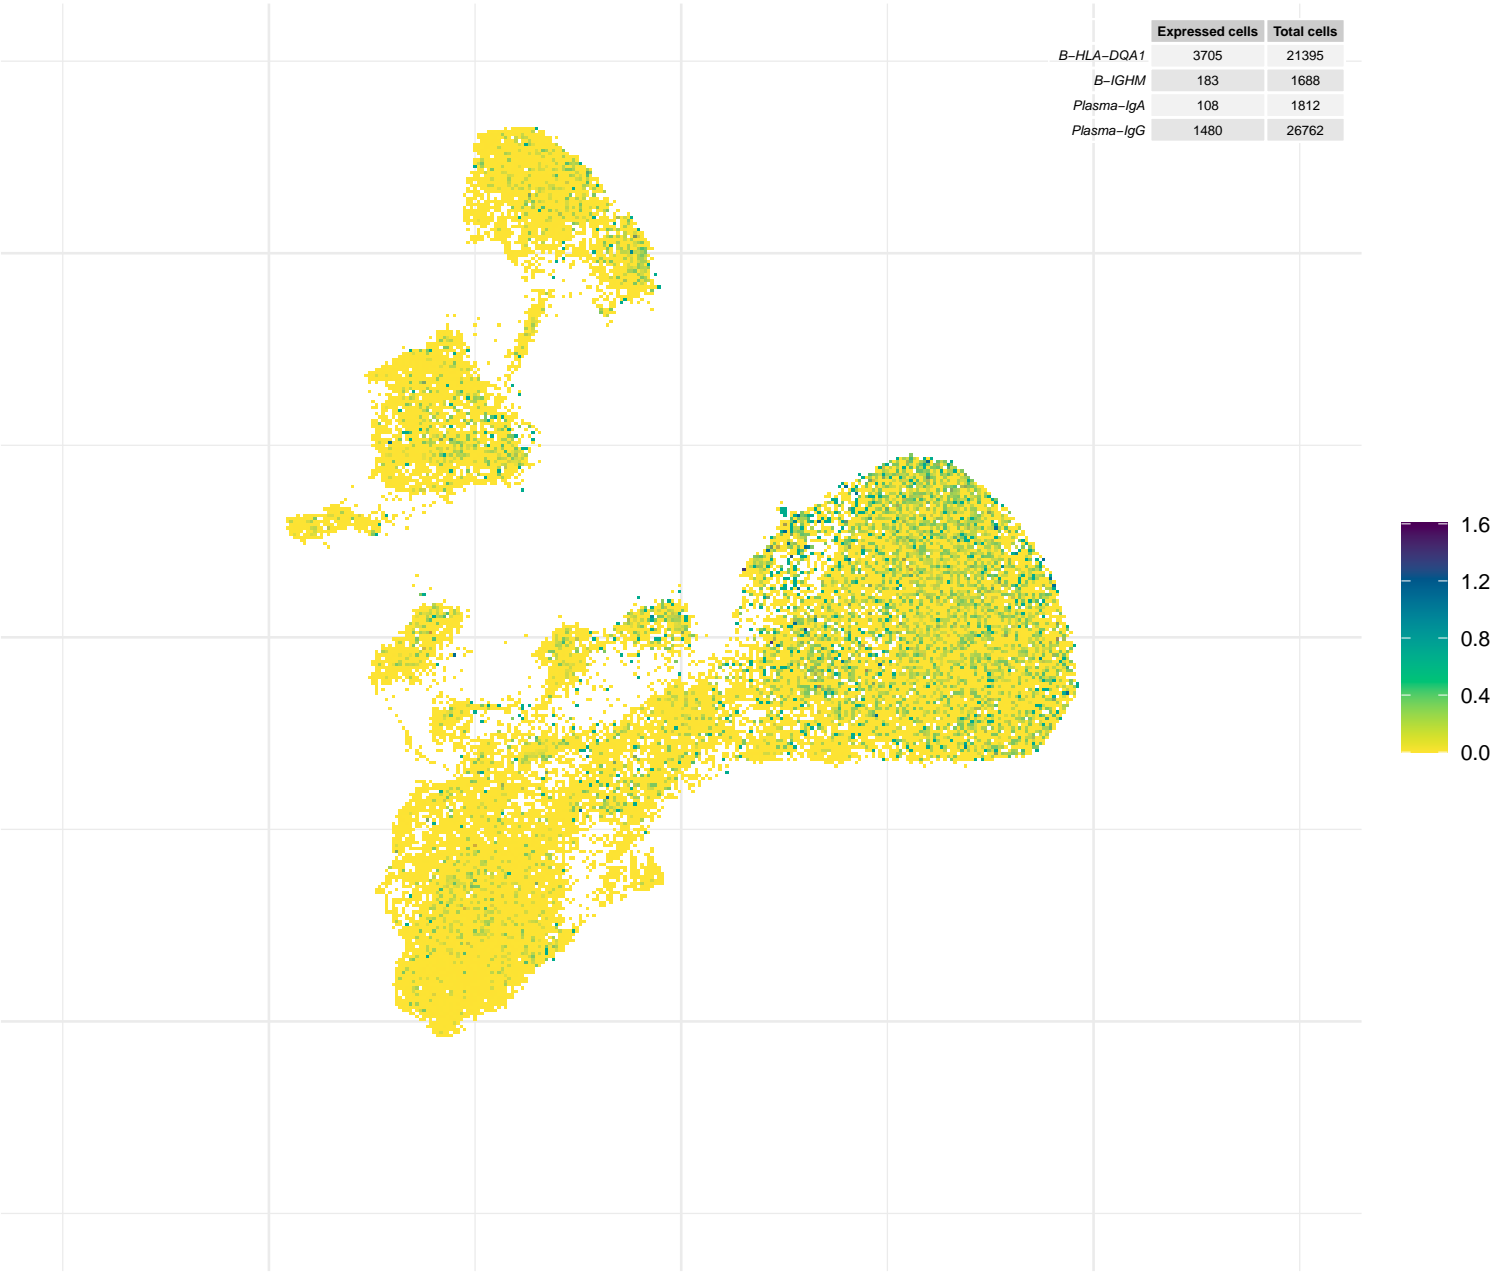 Expressed cells Total cells
B−HLA−DQA1 3705 21395
B−IGHM 183 1688
Plasma−IgA 108 1812
Plasma−IgG 1480 26762
1.6
1.2
0.8
0.4
0.0